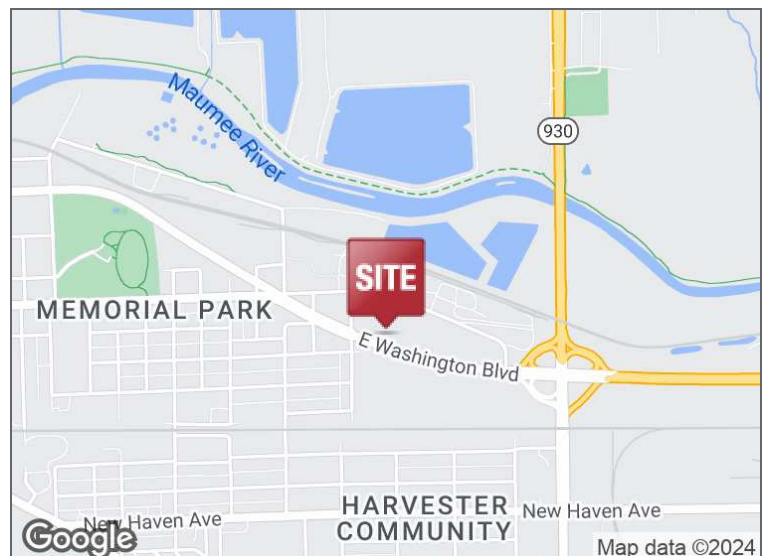 Maumee River
930
SITE
MEMORIAL PARK
E Washington Blvd
HARVESTER
COMMUNITY
New Haven Ave
New Haven Ave
Google
Map data ©2024